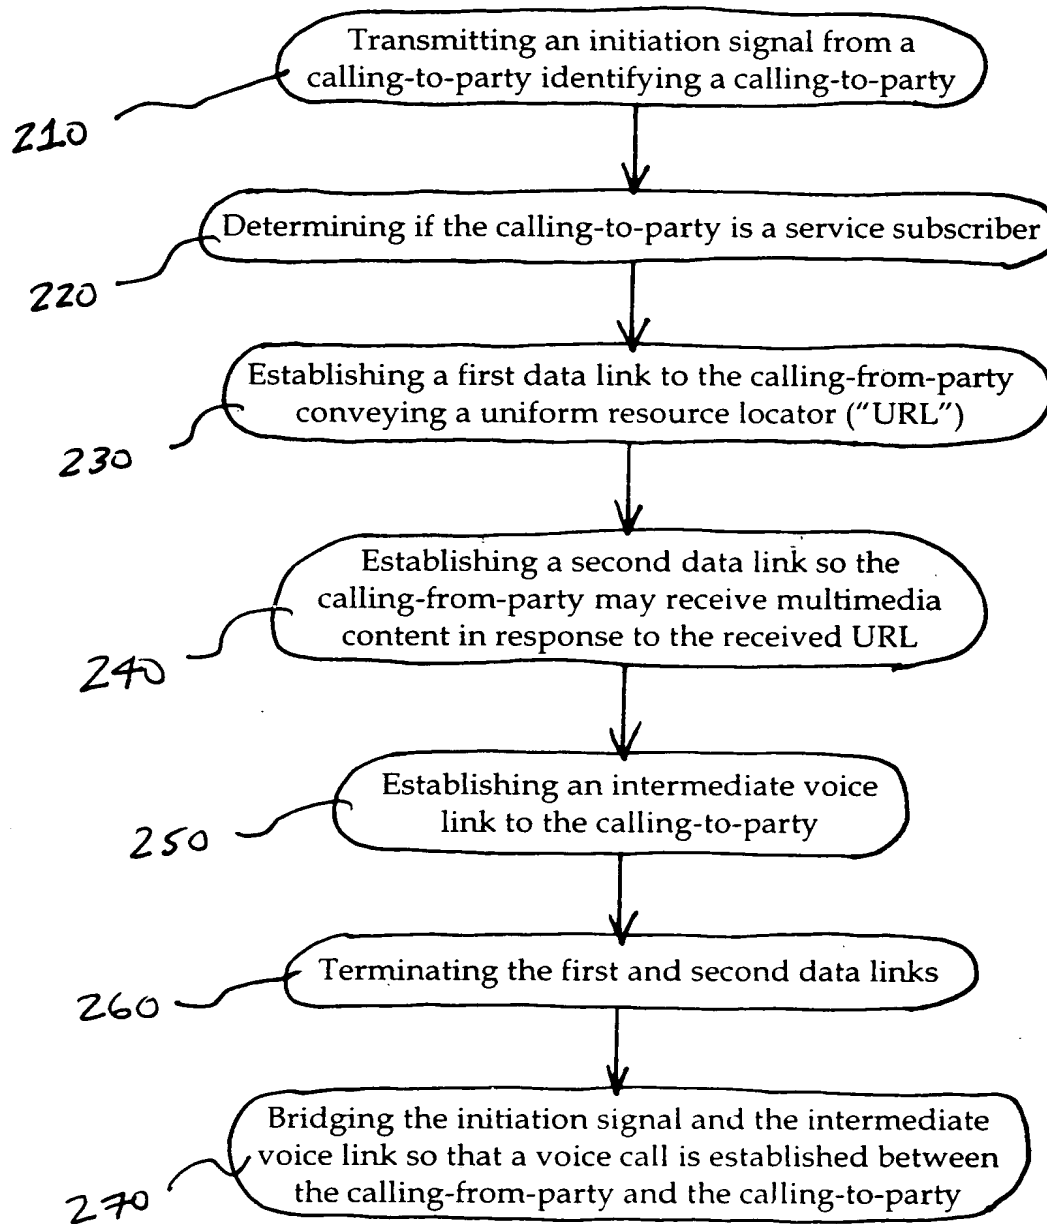 Transmitting an initiation signal from a
calling-to-party identifying a calling-to-party
210
Determining if the calling-to-party is a service subscriber
220
Establishing a first data link to the calling-from-party
conveying a uniform resource locator ("URL")
230
Establishing a second data link so the
calling-from-party may receive multimedia
content in response to the received URL
240
Establishing an intermediate voice
link to the calling-to-party
250
Terminating the first and second data links
260
Bridging the initiation signal and the intermediate
voice link so that a voice call is established between
the calling-from-party and the calling-to-party
270